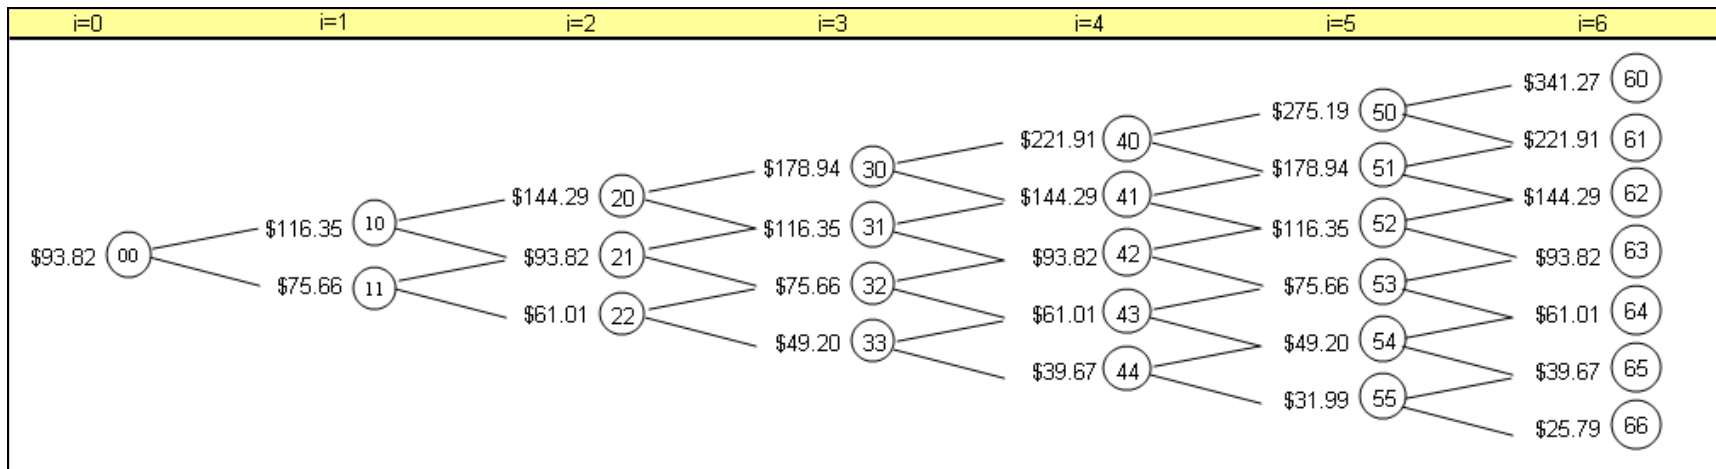 i=0 i=1 i=2 i=3 i=4 i=5 i=6
$341.27 60
$275.19 50
$221.91 40 $221.91 61
$178.94 30 $178.94 51
$144.29 20 $144.29 41 $144.29 62
$116.35 10 $116.35 31 $116.35 52
$93.82 00 $93.82 21 $93.82 42 $93.82 63
$75.66 11 $75.66 32 $75.66 53
$61.01 22 $61.01 43 $61.01 64
$49.20 33 $49.20 54
$39.67 44 $39.67 65
$31.99 55
$25.79 66